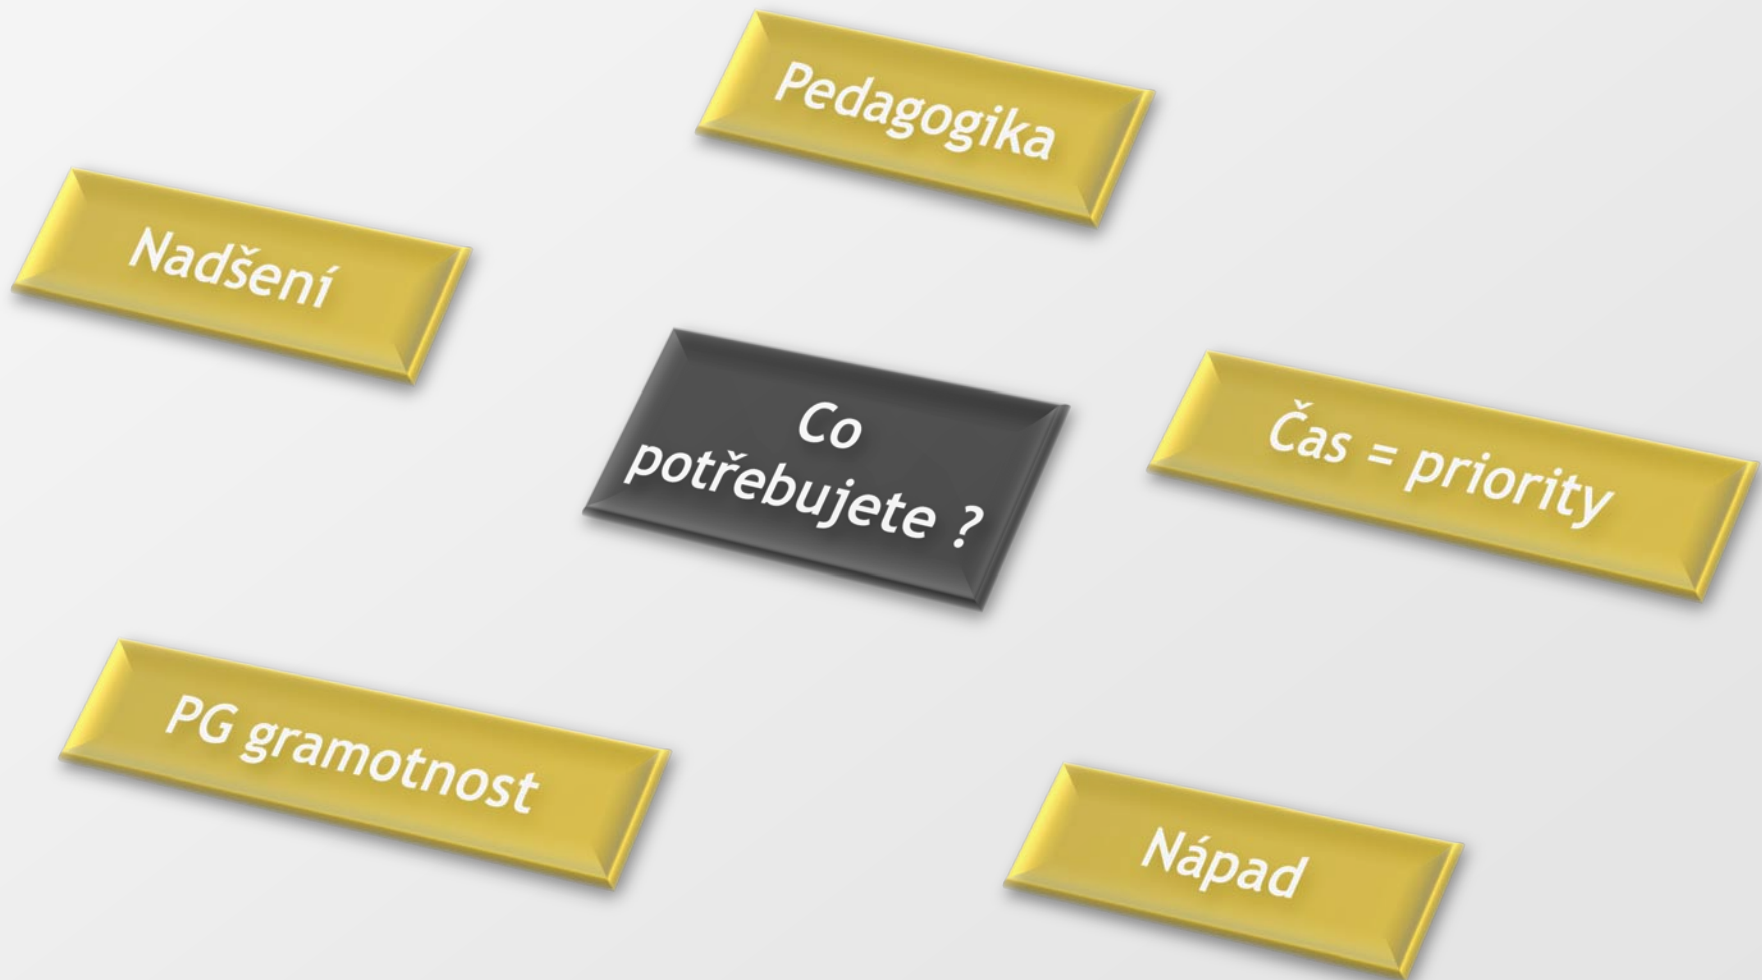 Pedagogika
Nadšení
Co
potřebujete ?
Čas = priority
PG gramotnost
Nápad